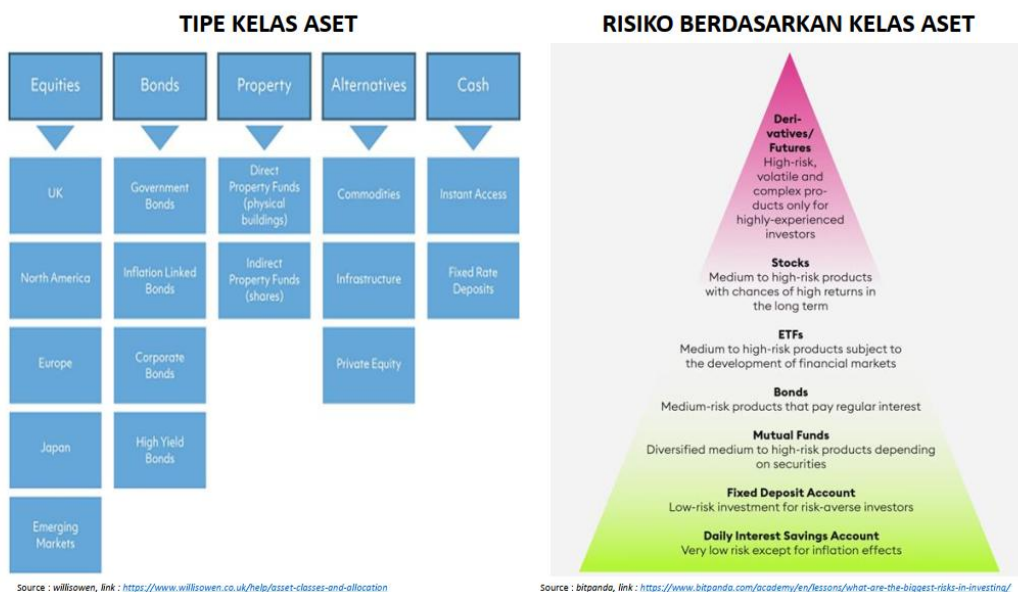 TIPE KELAS ASET
Equities
Bonds
Property
Alternatives
Cash
UK
Government
Bonds
Direct
Property Funds
(physical
buildings)
Commodities
Instant Access
North America
Inflation Linked
Bonds
Indirect
Property Funds
(shares)
Infrastructure
Fixed Rate
Deposits
Europe
Corporate
Bonds
Private Equity
Japan
High Yield
Bonds
Emerging
Markets
Source : willisowen, link : https://www.willisowen.co.uk/help/asset-classes-and-allocation
RISIKO BERDASARKAN KELAS ASET
Deri-
vatives/
Futures
High-risk,
volatile and
complex pro-
ducts only for
highly-experienced
investors
Stocks
Medium to high-risk products
with chances of high returns in
the long term
ETFs
Medium to high-risk products subject to
the development of financial markets
Bonds
Medium-risk products that pay regular interest
Mutual Funds
Diversified medium to high-risk products depending
on securities
Fixed Deposit Account
Low-risk investment for risk-averse investors
Daily Interest Savings Account
Very low risk except for inflation effects
Source : bitpanda, link : https://www.bitpanda.com/academy/en/lessons/what-are-the-biggest-risks-in-investing/